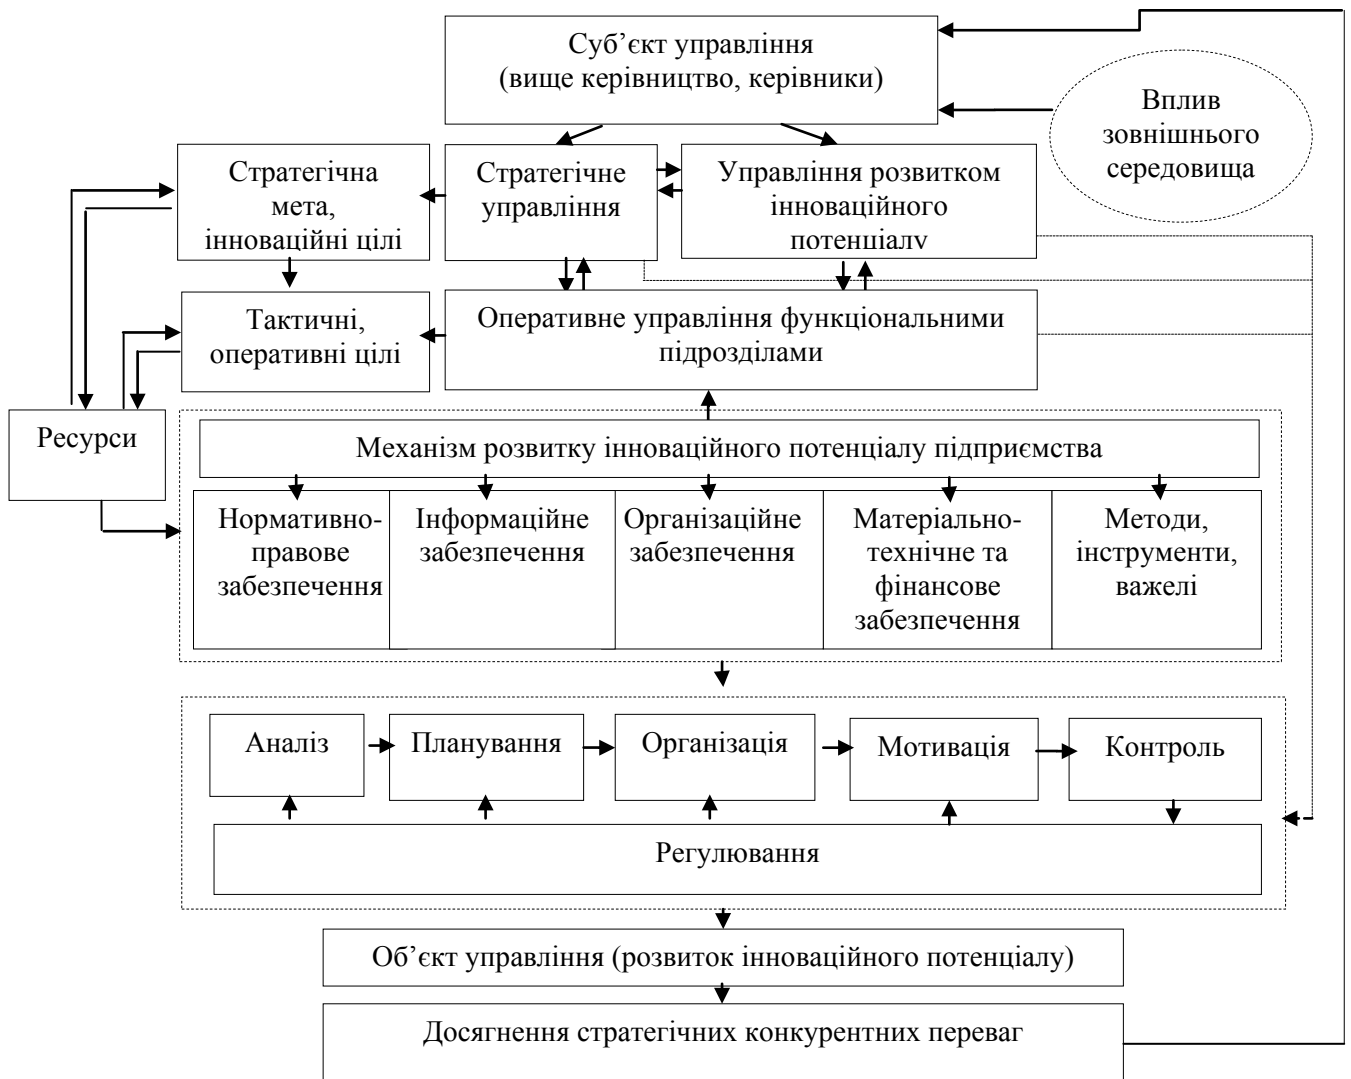 Суб’єкт управління
(вище керівництво, керівники)
Вплив
зовнішнього
середовища
Стратегічна
мета,
інноваційні цілі
Стратегічне
управління
Управління розвитком
інноваційного
потенціалу
Тактичні,
оперативні цілі
Оперативне управління функціональними
підрозділами
Ресурси
Механізм розвитку інноваційного потенціалу підприємства
Нормативно-
правове
забезпечення
Інформаційне
забезпечення
Організаційне
забезпечення
Матеріально-
технічне та
фінансове
забезпечення
Методи,
інструменти,
важелі
Аналіз
Планування
Організація
Мотивація
Контроль
Регулювання
Об’єкт управління (розвиток інноваційного потенціалу)
Досягнення стратегічних конкурентних переваг